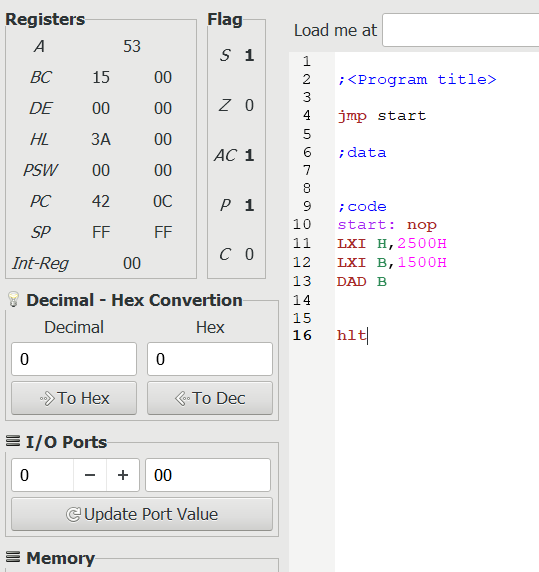 Registers
A 53
BC 15 00
DE 00 00
HL 3A 00
PSW 00 00
PC 42 0C
SP FF FF
Int-Reg 00
Flag
S 1
Z 0
AC 1
P 1
C 0
Decimal - Hex Convertion
Decimal Hex
0 0
To Hex To Dec
I/O Ports
0 − + 00
Update Port Value
Memory
Load me at
1
2 ;<Program title>
3
4 jmp start
5
6 ;data
7
8
9 ;code
10 start: nop
11 LXI H,2500H
12 LXI B,1500H
13 DAD B
14
15
16 hlt